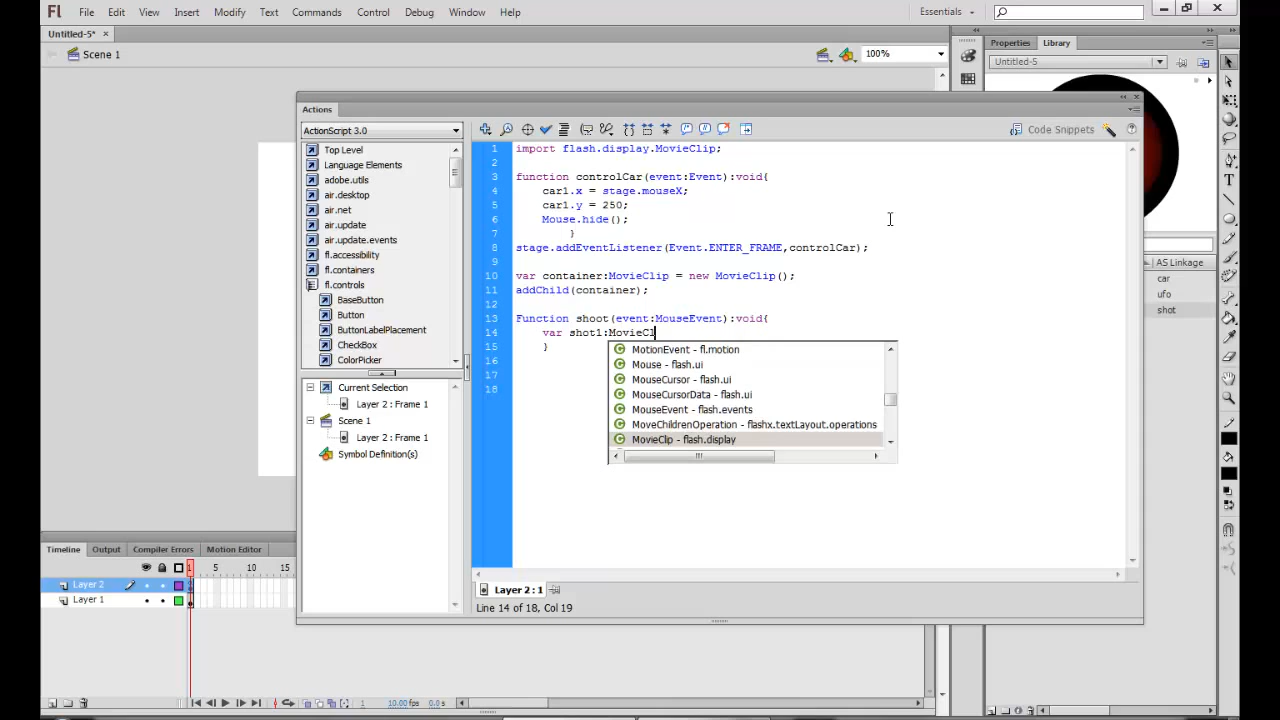 Fl File Edit View Insert Modify Text Commands Control Debug Window Help Essentials
Untitled-5*
Scene 1
100%
Properties Library
Untitled-5
Actions
ActionScript 3.0
Code Snippets
Top Level
Language Elements
adobe.utils
air.desktop
air.net
air.update
air.update.events
fl.accessibility
fl.containers
fl.controls
BaseButton
Button
ButtonLabelPlacement
CheckBox
ColorPicker
Current Selection
Layer 2 : Frame 1
Scene 1
Layer 2 : Frame 1
Symbol Definition(s)
1 import flash.display.MovieClip;
2
3 function controlCar(event:Event):void{
4 car1.x = stage.mouseX;
5 car1.y = 250;
6 Mouse.hide();
7 }
8 stage.addEventListener(Event.ENTER_FRAME,controlCar);
9
10 var container:MovieClip = new MovieClip();
11 addChild(container);
12
13 Function shoot(event:MouseEvent):void{
14 var shot1:MovieCl
15 }
16
17
18
MotionEvent - fl.motion
Mouse - flash.ui
MouseCursor - flash.ui
MouseCursorData - flash.ui
MouseEvent - flash.events
MoveChildrenOperation - flashx.textLayout.operations
MovieClip - flash.display
Layer 2 : 1
Line 14 of 18, Col 19
AS Linkage
car
ufo
shot
Timeline Output Compiler Errors Motion Editor
1 5 10 15
Layer 2
Layer 1
1 10.00 fps 0.0 s